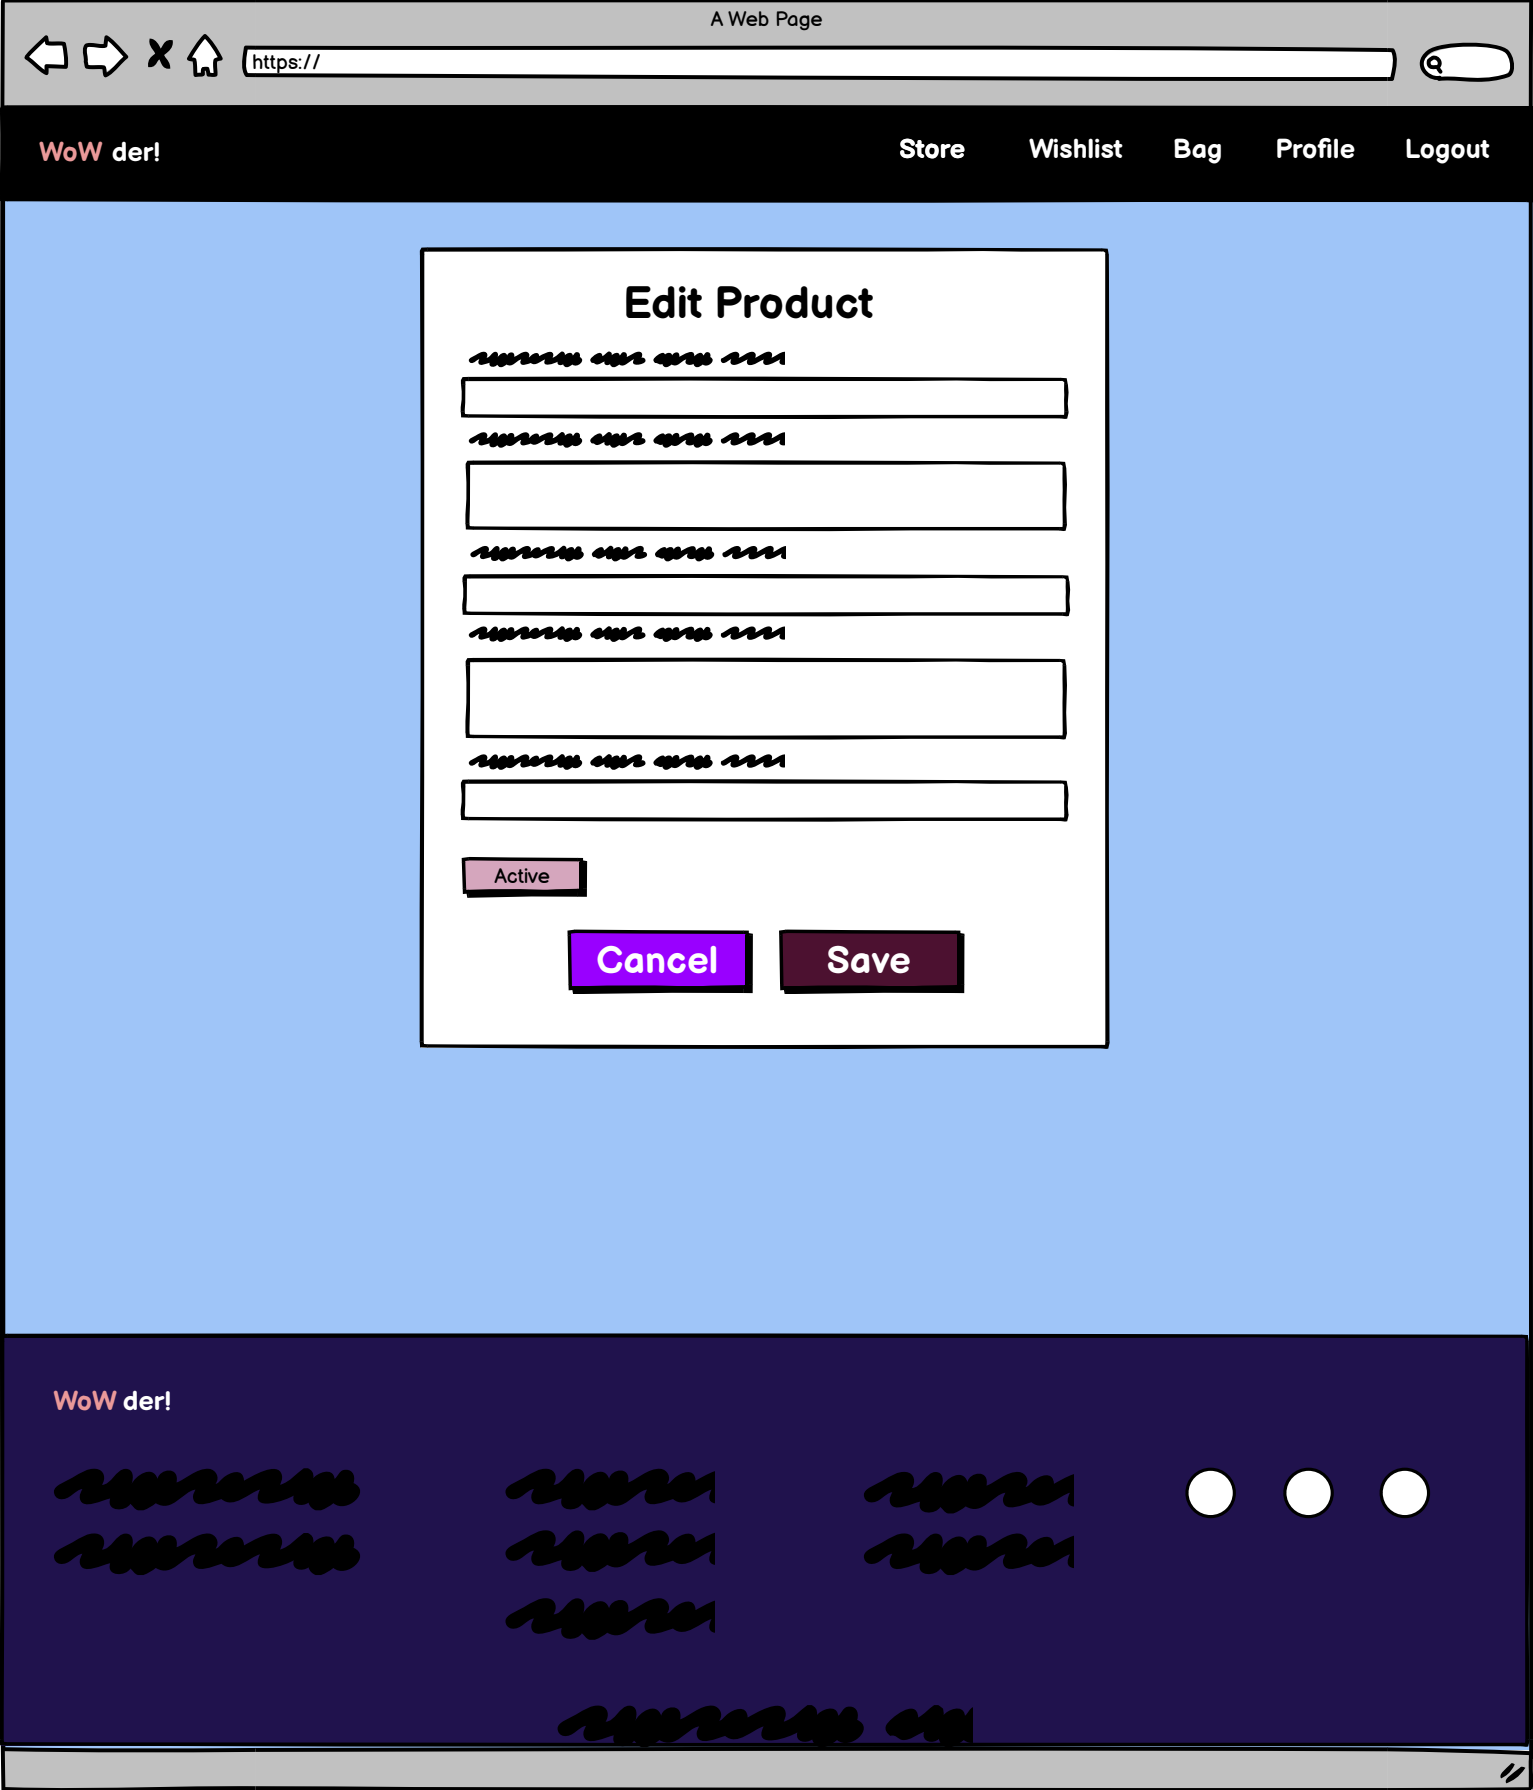 A Web Page
https://
WoW der!
Store Wishlist Bag Profile Logout
Edit Product
Active
Cancel Save
WoW der!